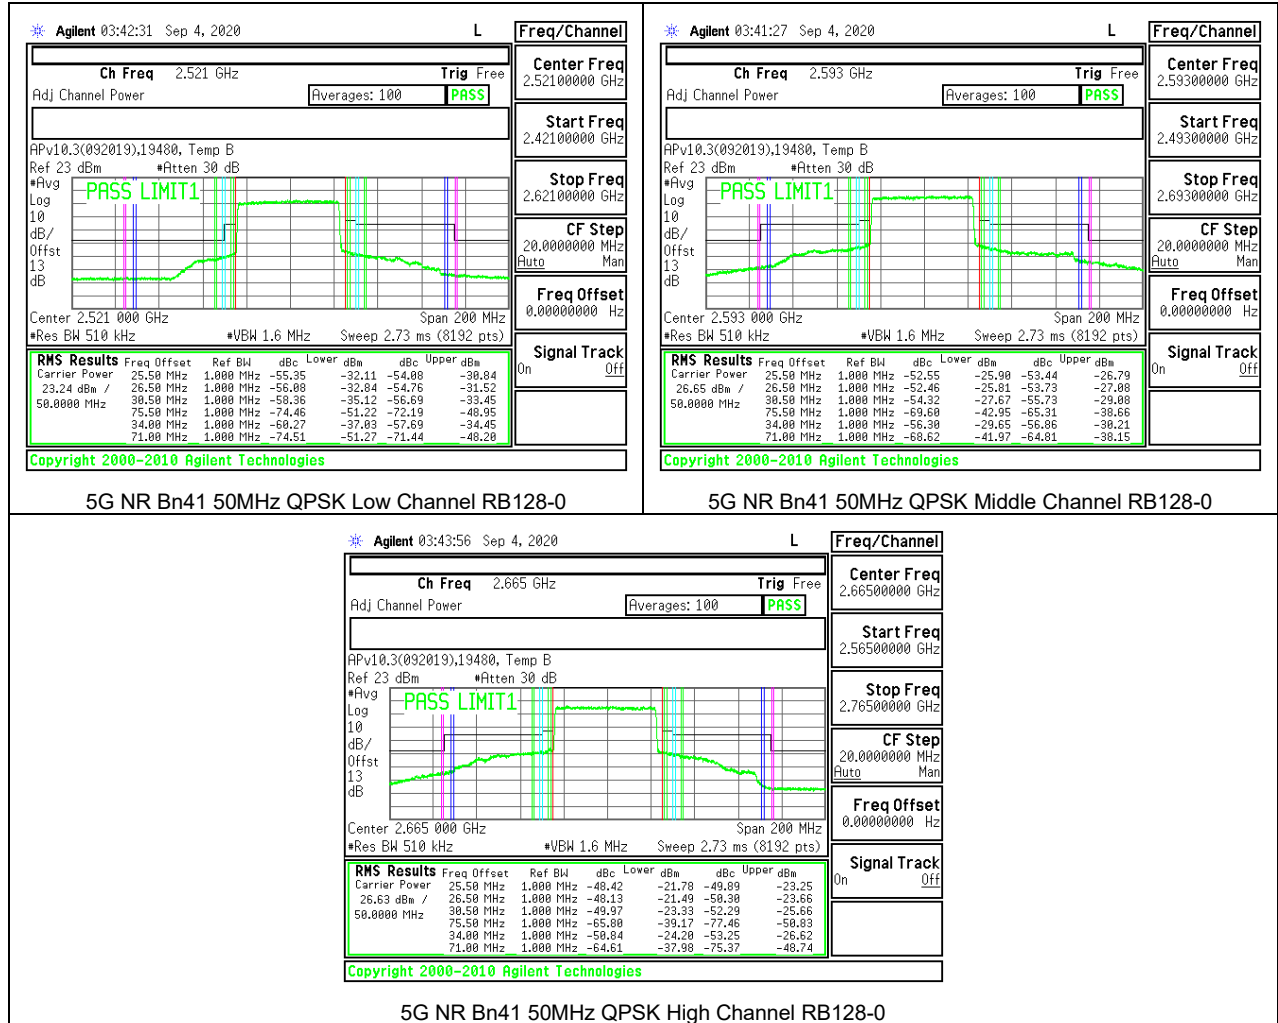 Agilent 03:42:31 Sep 4, 2020 L Freq/Channel
Ch Freq 2.521 GHz Trig Free
Adj Channel Power Averages: 100 PASS
APv10.3(092019),19480, Temp B
Ref 23 dBm #Atten 30 dB
#Avg
Log
10
dB/
Offst
13
dB
PASS LIMIT1
Center 2.521 000 GHz Span 200 MHz
#Res BW 510 kHz #VBW 1.6 MHz Sweep 2.73 ms (8192 pts)
RMS Results Freq Offset Ref BW dBc Lower dBm dBc Upper dBm
Carrier Power 25.50 MHz 1.000 MHz -55.35 -32.11 -54.08 -30.84
23.24 dBm / 26.50 MHz 1.000 MHz -56.08 -32.84 -54.76 -31.52
50.0000 MHz 30.50 MHz 1.000 MHz -58.36 -35.12 -56.69 -33.45
75.50 MHz 1.000 MHz -74.46 -51.22 -72.19 -48.95
34.00 MHz 1.000 MHz -60.27 -37.03 -57.69 -34.45
71.00 MHz 1.000 MHz -74.51 -51.27 -71.44 -48.20
Copyright 2000-2010 Agilent Technologies
Center Freq
2.52100000 GHz
Start Freq
2.42100000 GHz
Stop Freq
2.62100000 GHz
CF Step
20.0000000 MHz
Auto Man
Freq Offset
0.00000000 Hz
Signal Track
On Off
5G NR Bn41 50MHz QPSK Low Channel RB128-0
Agilent 03:41:27 Sep 4, 2020 L Freq/Channel
Ch Freq 2.593 GHz Trig Free
Adj Channel Power Averages: 100 PASS
APv10.3(092019),19480, Temp B
Ref 23 dBm #Atten 30 dB
#Avg
Log
10
dB/
Offst
13
dB
PASS LIMIT1
Center 2.593 000 GHz Span 200 MHz
#Res BW 510 kHz #VBW 1.6 MHz Sweep 2.73 ms (8192 pts)
RMS Results Freq Offset Ref BW dBc Lower dBm dBc Upper dBm
Carrier Power 25.50 MHz 1.000 MHz -52.55 -25.90 -53.44 -26.79
26.65 dBm / 26.50 MHz 1.000 MHz -52.46 -25.81 -53.73 -27.08
50.0000 MHz 30.50 MHz 1.000 MHz -54.32 -27.67 -55.73 -29.08
75.50 MHz 1.000 MHz -69.60 -42.95 -65.31 -38.66
34.00 MHz 1.000 MHz -56.30 -29.65 -56.86 -30.21
71.00 MHz 1.000 MHz -68.62 -41.97 -64.81 -38.15
Copyright 2000-2010 Agilent Technologies
Center Freq
2.59300000 GHz
Start Freq
2.49300000 GHz
Stop Freq
2.69300000 GHz
CF Step
20.0000000 MHz
Auto Man
Freq Offset
0.00000000 Hz
Signal Track
On Off
5G NR Bn41 50MHz QPSK Middle Channel RB128-0
Agilent 03:43:56 Sep 4, 2020 L Freq/Channel
Ch Freq 2.665 GHz Trig Free
Adj Channel Power Averages: 100 PASS
APv10.3(092019),19480, Temp B
Ref 23 dBm #Atten 30 dB
#Avg
Log
10
dB/
Offst
13
dB
PASS LIMIT1
Center 2.665 000 GHz Span 200 MHz
#Res BW 510 kHz #VBW 1.6 MHz Sweep 2.73 ms (8192 pts)
RMS Results Freq Offset Ref BW dBc Lower dBm dBc Upper dBm
Carrier Power 25.50 MHz 1.000 MHz -48.42 -21.78 -49.89 -23.25
26.63 dBm / 26.50 MHz 1.000 MHz -48.13 -21.49 -50.30 -23.66
50.0000 MHz 30.50 MHz 1.000 MHz -49.97 -23.33 -52.29 -25.66
75.50 MHz 1.000 MHz -65.80 -39.17 -77.46 -50.83
34.00 MHz 1.000 MHz -50.84 -24.20 -53.25 -26.62
71.00 MHz 1.000 MHz -64.61 -37.98 -75.37 -48.74
Copyright 2000-2010 Agilent Technologies
Center Freq
2.66500000 GHz
Start Freq
2.56500000 GHz
Stop Freq
2.76500000 GHz
CF Step
20.0000000 MHz
Auto Man
Freq Offset
0.00000000 Hz
Signal Track
On Off
5G NR Bn41 50MHz QPSK High Channel RB128-0